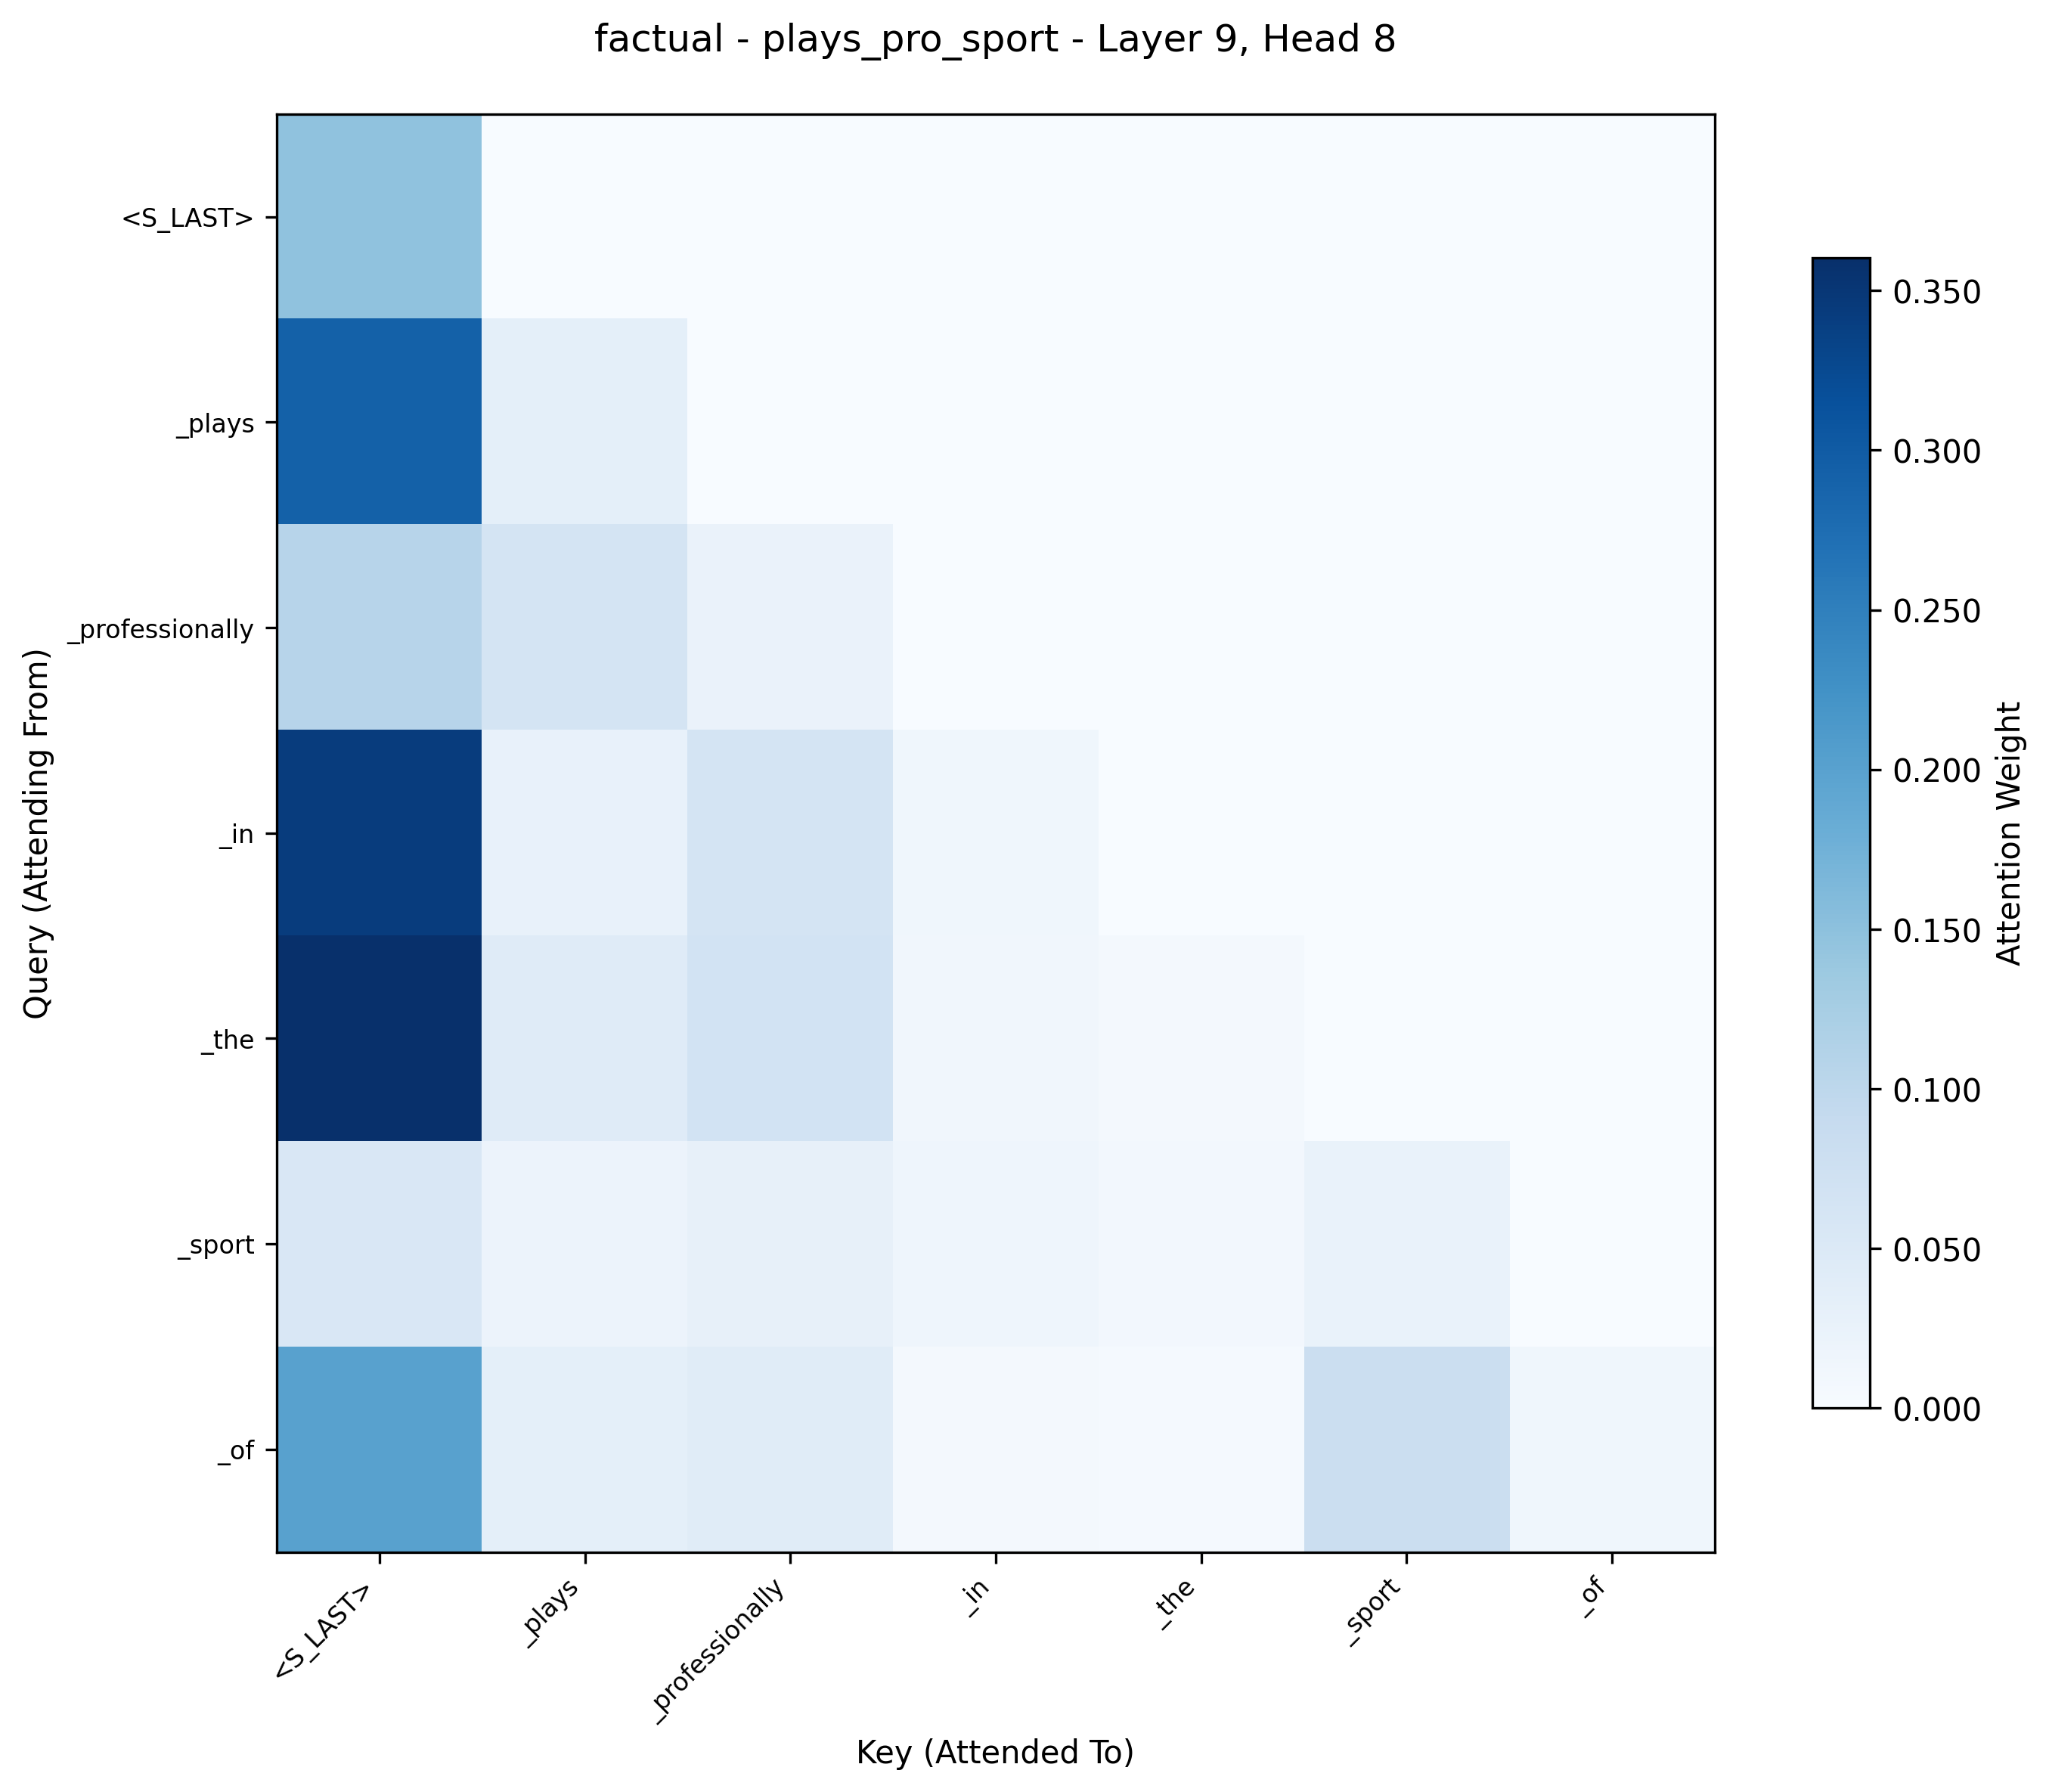 factual - plays_pro_sport - Layer 9, Head 8
Query (Attending From)
<S_LAST>
_plays
_professionally
_in
_the
_sport
_of
<S_LAST>
_plays
_professionally
_in
_the
_sport
_of
Key (Attended To)
0.350
0.300
0.250
0.200
0.150
0.100
0.050
0.000
Attention Weight